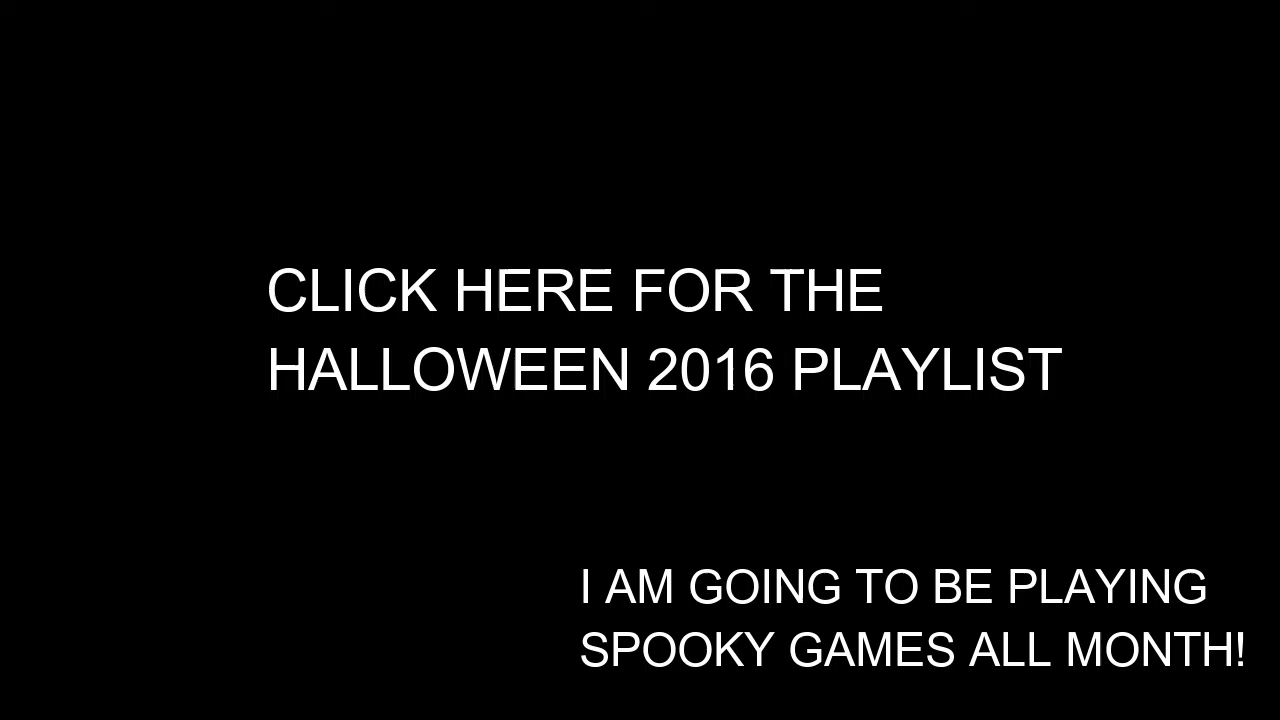 CLICK HERE FOR THE
HALLOWEEN 2016 PLAYLIST
I AM GOING TO BE PLAYING
SPOOKY GAMES ALL MONTH!